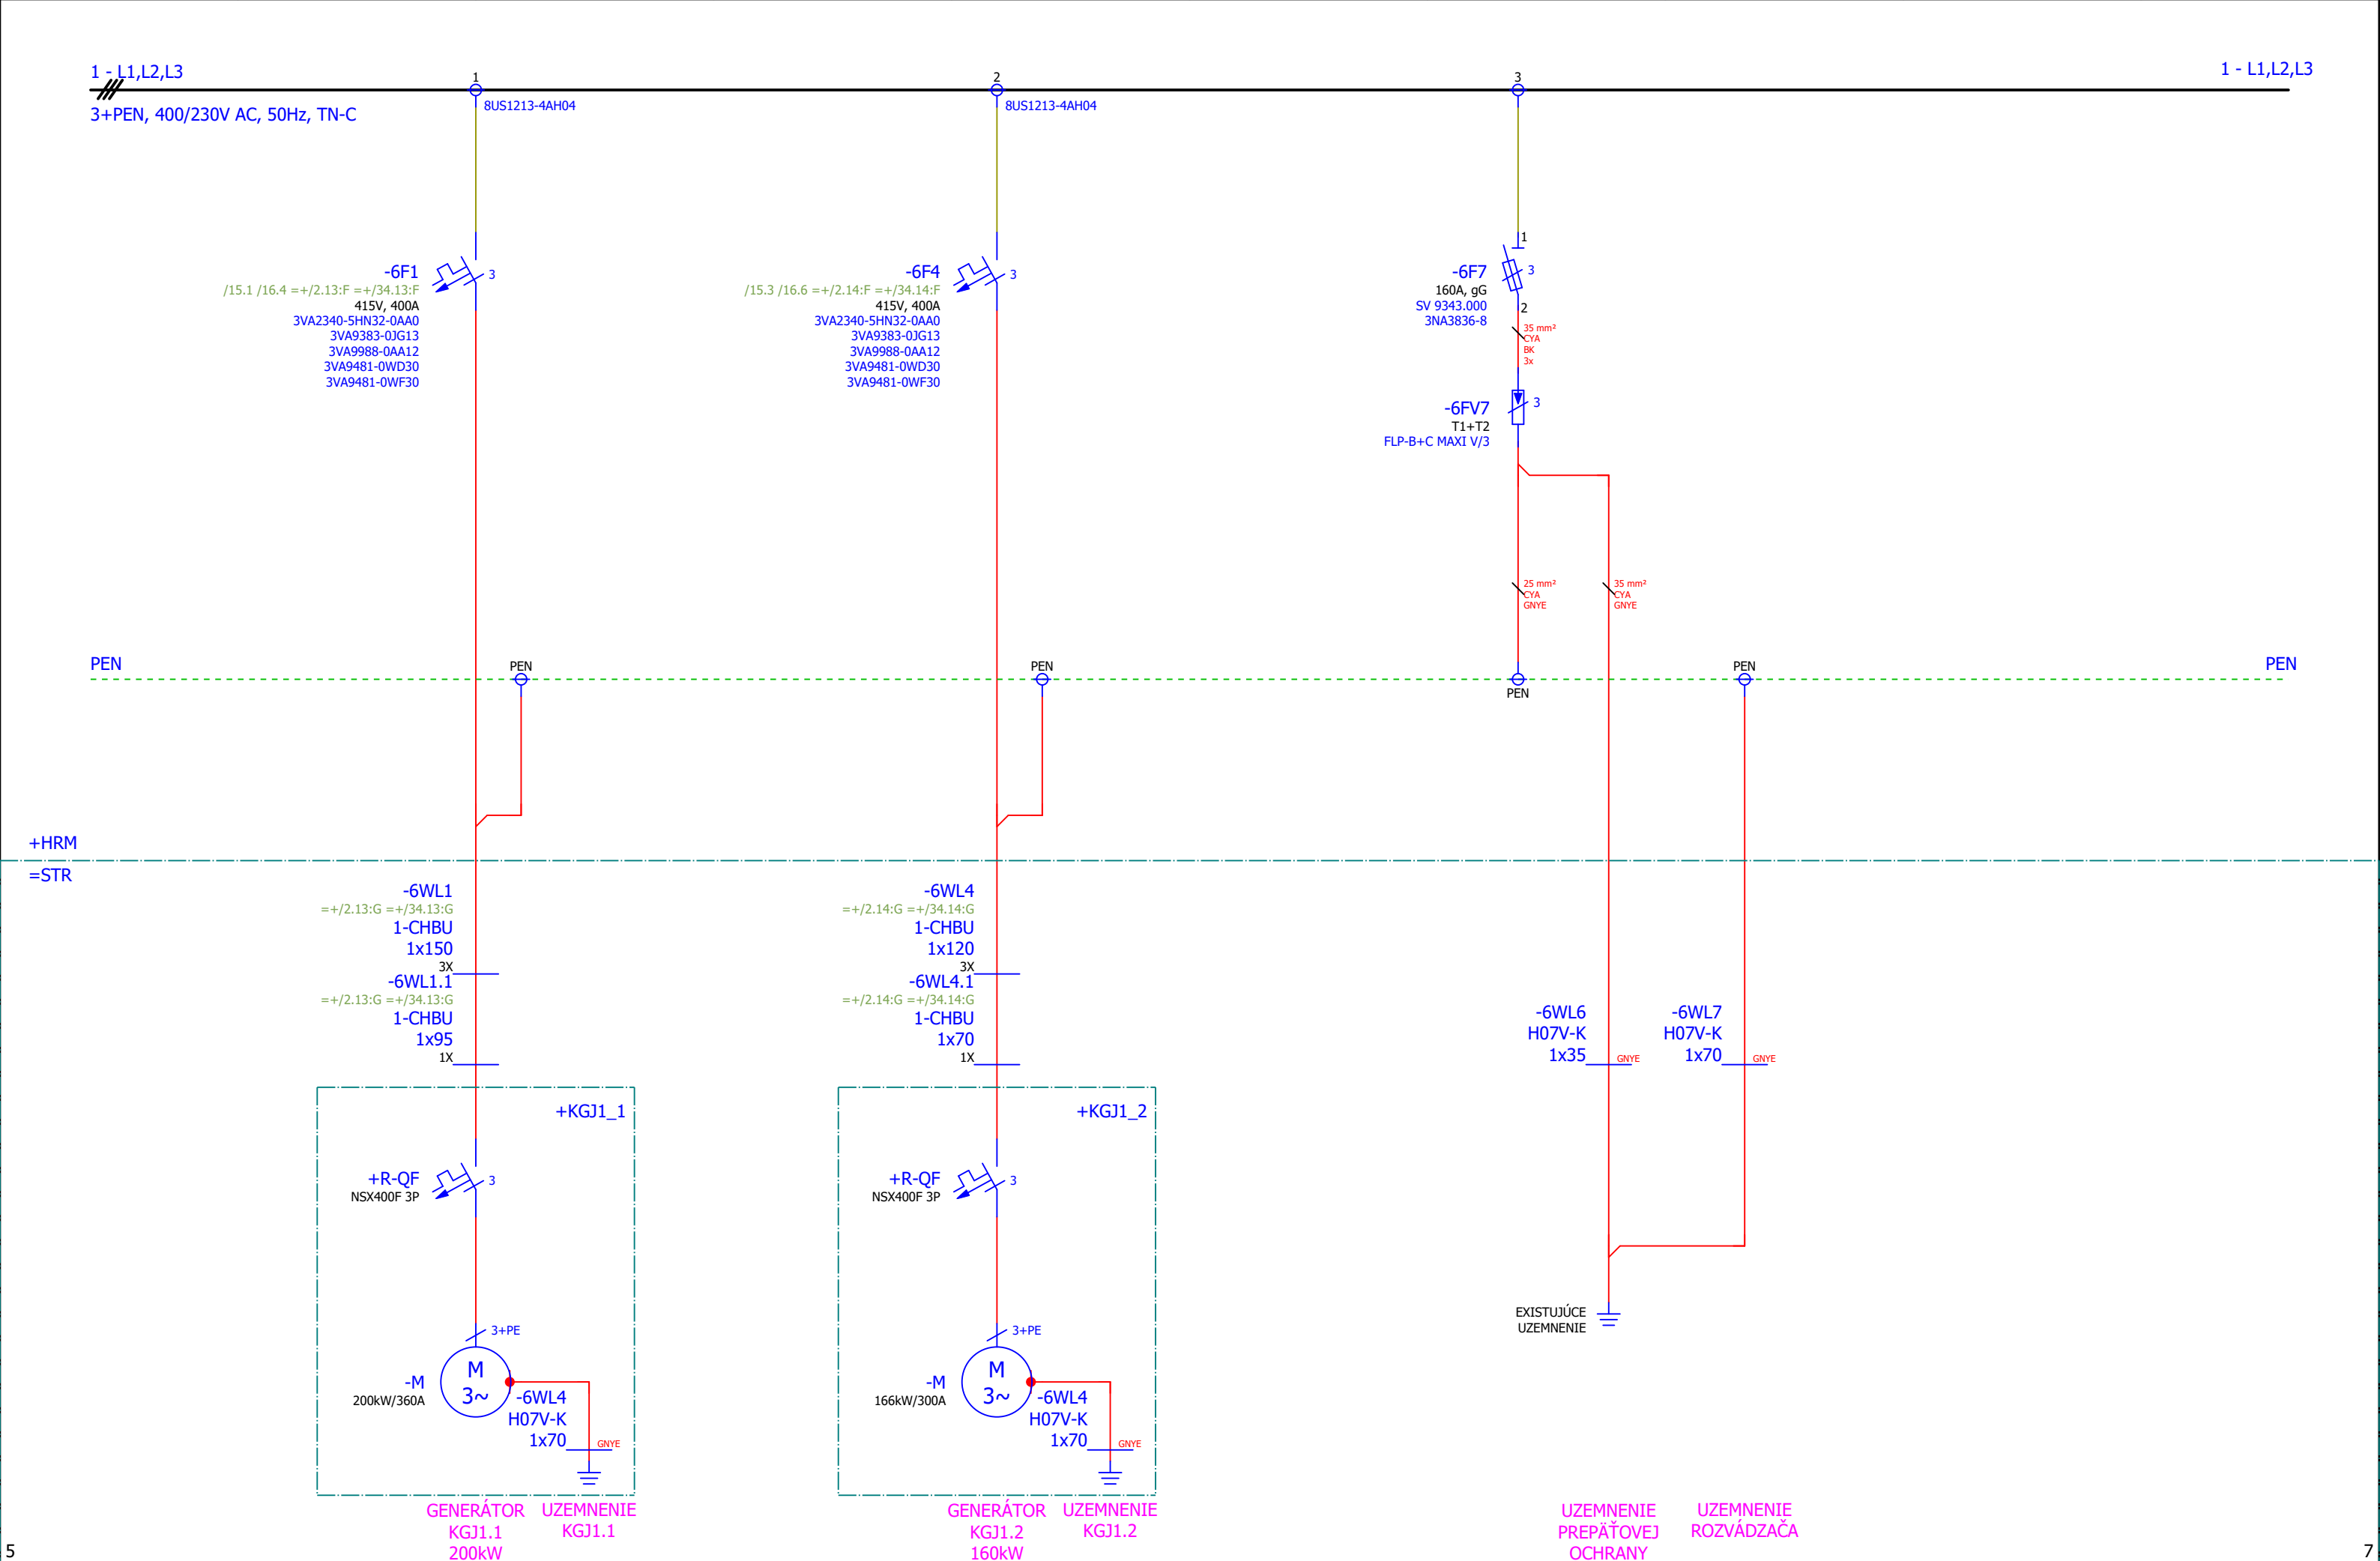 1 - L1,L2,L3
1 - L1,L2,L3
3+PEN, 400/230V AC, 50Hz, TN-C
1
8US1213-4AH04
2
8US1213-4AH04
3
-6F1
/15.1 /16.4 =+/2.13:F =+/34.13:F
415V, 400A
3VA2340-5HN32-0AA0
3VA9383-0JG13
3VA9988-0AA12
3VA9481-0WD30
3VA9481-0WF30
3
-6F4
/15.3 /16.6 =+/2.14:F =+/34.14:F
415V, 400A
3VA2340-5HN32-0AA0
3VA9383-0JG13
3VA9988-0AA12
3VA9481-0WD30
3VA9481-0WF30
3
1
-6F7
160A, gG
SV 9343.000
3NA3836-8
3
2
35 mm²
CYA
BK
3x
-6FV7
T1+T2
FLP-B+C MAXI V/3
3
25 mm²
CYA
GNYE
35 mm²
CYA
GNYE
PEN
PEN
PEN
PEN
PEN
PEN
+HRM
=STR
-6WL1
=+/2.13:G =+/34.13:G
1-CHBU
1x150
3X
-6WL1.1
=+/2.13:G =+/34.13:G
1-CHBU
1x95
1X
-6WL4
=+/2.14:G =+/34.14:G
1-CHBU
1x120
3X
-6WL4.1
=+/2.14:G =+/34.14:G
1-CHBU
1x70
1X
-6WL6
H07V-K
1x35
GNYE
-6WL7
H07V-K
1x70
GNYE
+KGJ1_1
+R-QF
NSX400F 3P
3
3+PE
M
3~
-M
200kW/360A
-6WL4
H07V-K
1x70
GNYE
+KGJ1_2
+R-QF
NSX400F 3P
3
3+PE
M
3~
-M
166kW/300A
-6WL4
H07V-K
1x70
GNYE
EXISTUJÚCE
UZEMNENIE
GENERÁTOR
KGJ1.1
200kW
UZEMNENIE
KGJ1.1
GENERÁTOR
KGJ1.2
160kW
UZEMNENIE
KGJ1.2
UZEMNENIE
PREPÄŤOVEJ
OCHRANY
UZEMNENIE
ROZVÁDZAČA
5
7